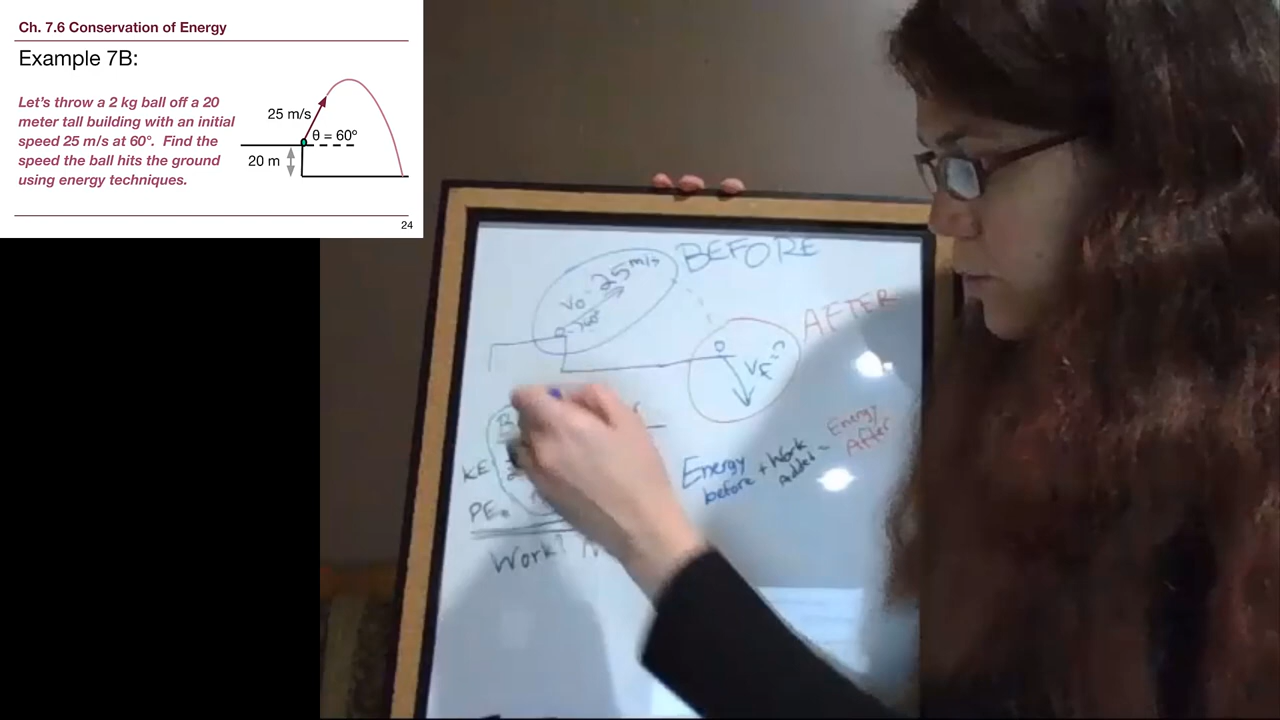 Ch. 7.6 Conservation of Energy
Example 7B:
Let's throw a 2 kg ball off a 20
meter tall building with an initial
speed 25 m/s at 60°. Find the
speed the ball hits the ground
using energy techniques.
25 m/s
θ = 60º
20 m
24
BEFORE
V₀ = 25 m/s
60°
AFTER
Vf = ?
KE
PE
Work?
Energy before + Work Added = Energy After